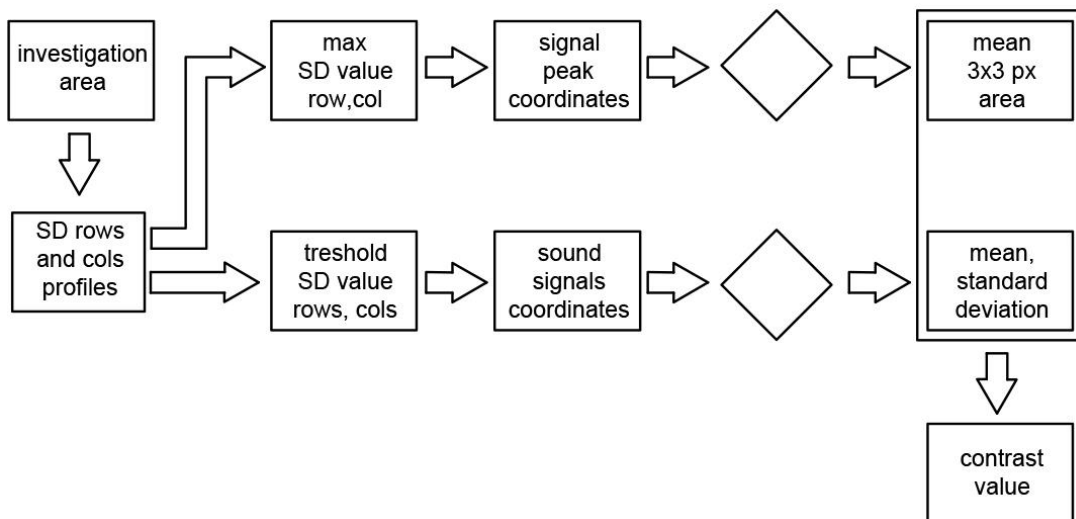 investigation
area
max
SD value
row,col
signal
peak
coordinates
mean
3x3 px
area
SD rows
and cols
profiles
treshold
SD value
rows, cols
sound
signals
coordinates
mean,
standard
deviation
contrast
value